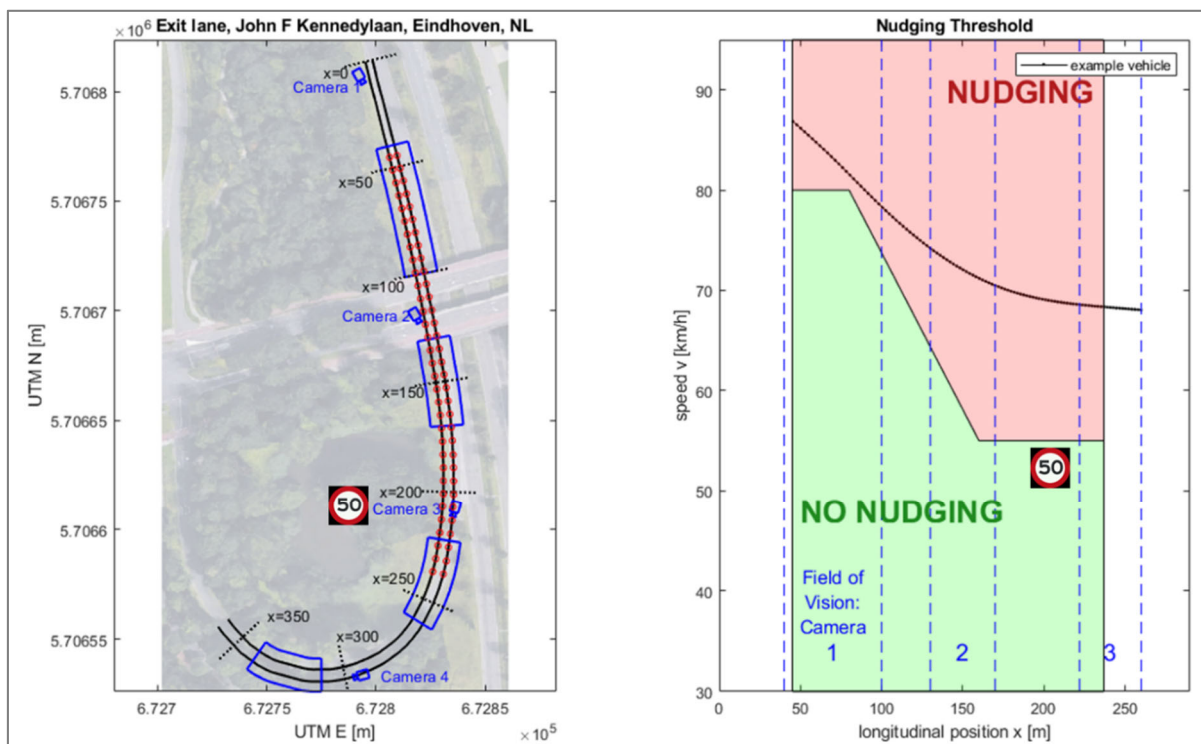 Exit lane, John F Kennedylaan, Eindhoven, NL
× 10⁶
5.7068
5.70675
5.7067
5.70665
5.7066
5.70655
UTM N [m]
x=0
Camera 1
x=50
x=100
Camera 2
x=150
x=200
50
Camera 3
x=250
x=350
x=300
Camera 4
6.727
6.7275
6.728
6.7285
UTM E [m]
× 10⁵
Nudging Threshold
example vehicle
NUDGING
90
80
70
60
50
40
30
speed v [km/h]
50
NO NUDGING
Field of
Vision:
Camera
1
2
3
0
50
100
150
200
250
longitudinal position x [m]